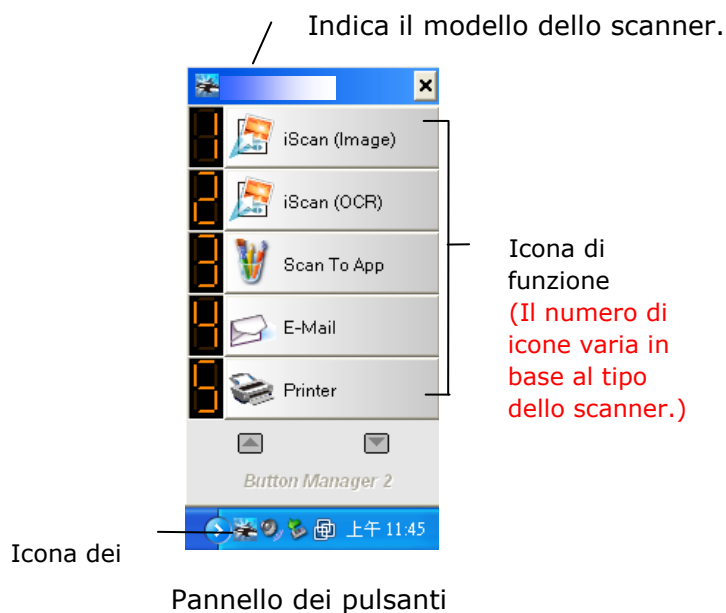 Indica il modello dello scanner.
1 iScan (Image)
2 iScan (OCR)
3 Scan To App
4 E-Mail
5 Printer
Icona di
funzione
(Il numero di
icone varia in
base al tipo
dello scanner.)
Button Manager 2
上午 11:45
Icona dei
Pannello dei pulsanti